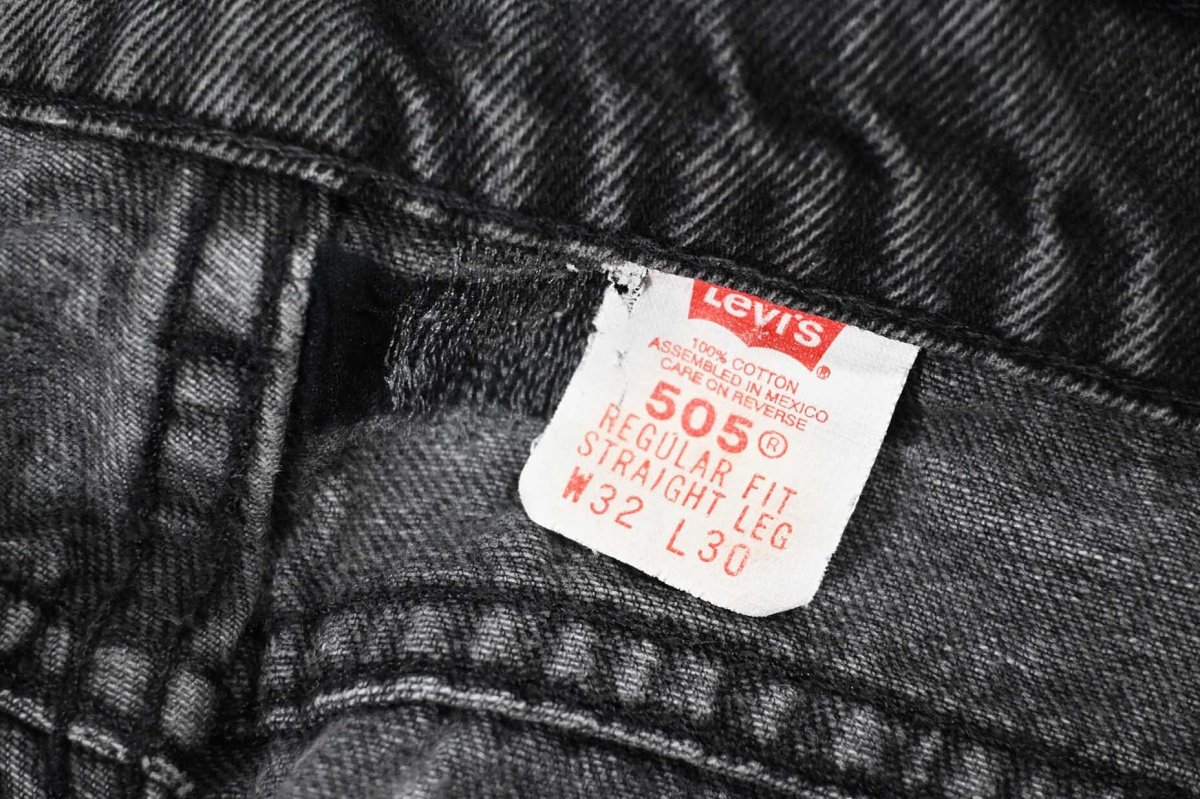 Levi's
100% COTTON
ASSEMBLED IN MEXICO
CARE ON REVERSE
505®
REGULAR FIT
STRAIGHT LEG
W32 L30